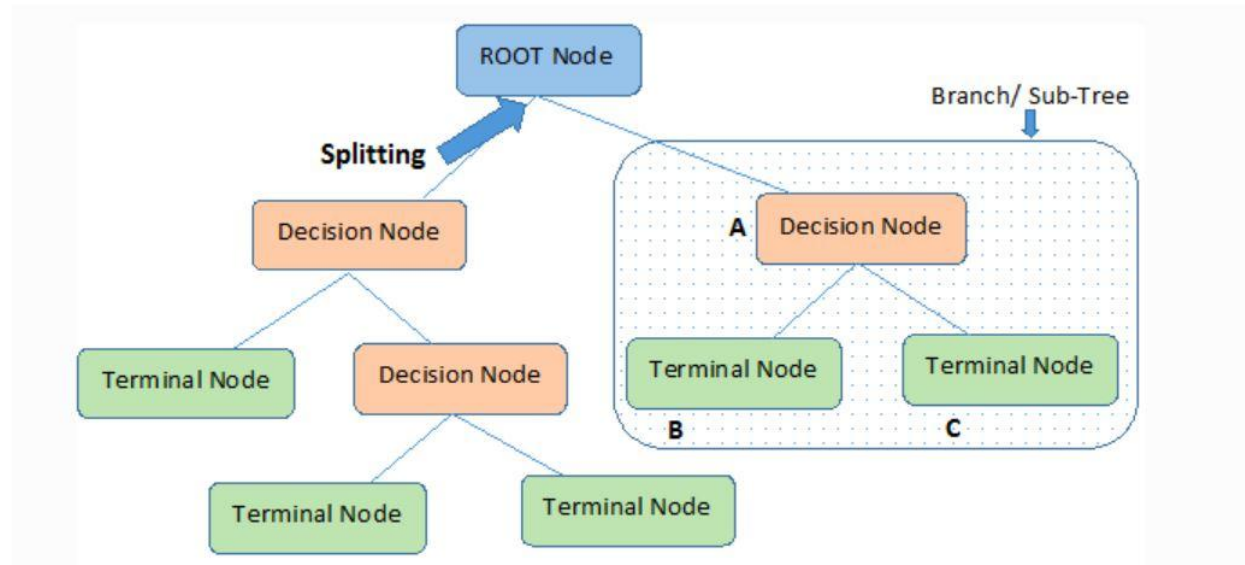 ROOT Node
Branch/ Sub-Tree
Splitting
Decision Node
A
Decision Node
Terminal Node
Decision Node
Terminal Node
Terminal Node
B
C
Terminal Node
Terminal Node